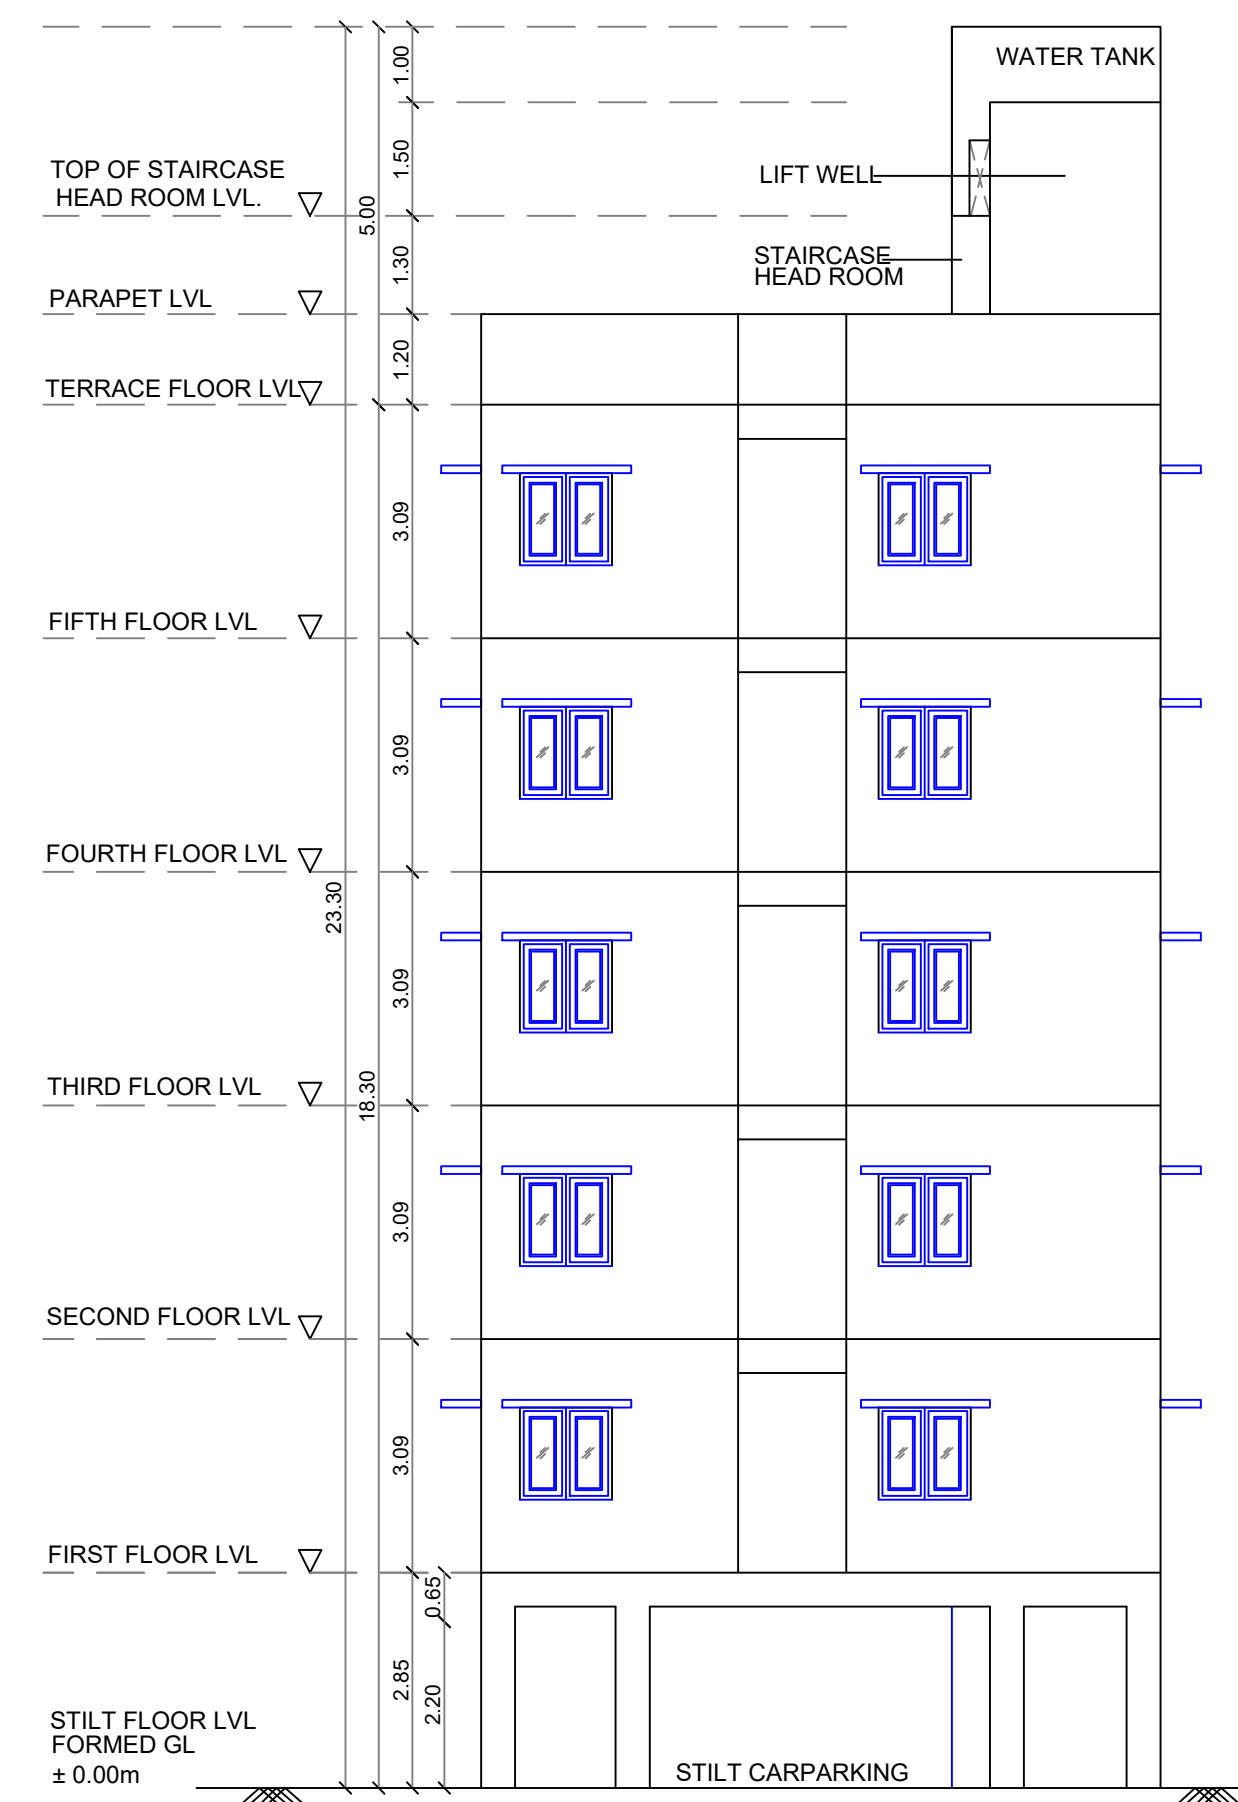 WATER TANK
1.00
1.50
TOP OF STAIRCASE
HEAD ROOM LVL.
LIFT WELL
5.00
1.30
STAIRCASE
HEAD ROOM
PARAPET LVL
1.20
TERRACE FLOOR LVL
3.09
FIFTH FLOOR LVL
3.09
FOURTH FLOOR LVL
23.30
3.09
THIRD FLOOR LVL
18.30
3.09
SECOND FLOOR LVL
3.09
FIRST FLOOR LVL
0.65
2.85
2.20
STILT FLOOR LVL
FORMED GL
± 0.00m
STILT CARPARKING